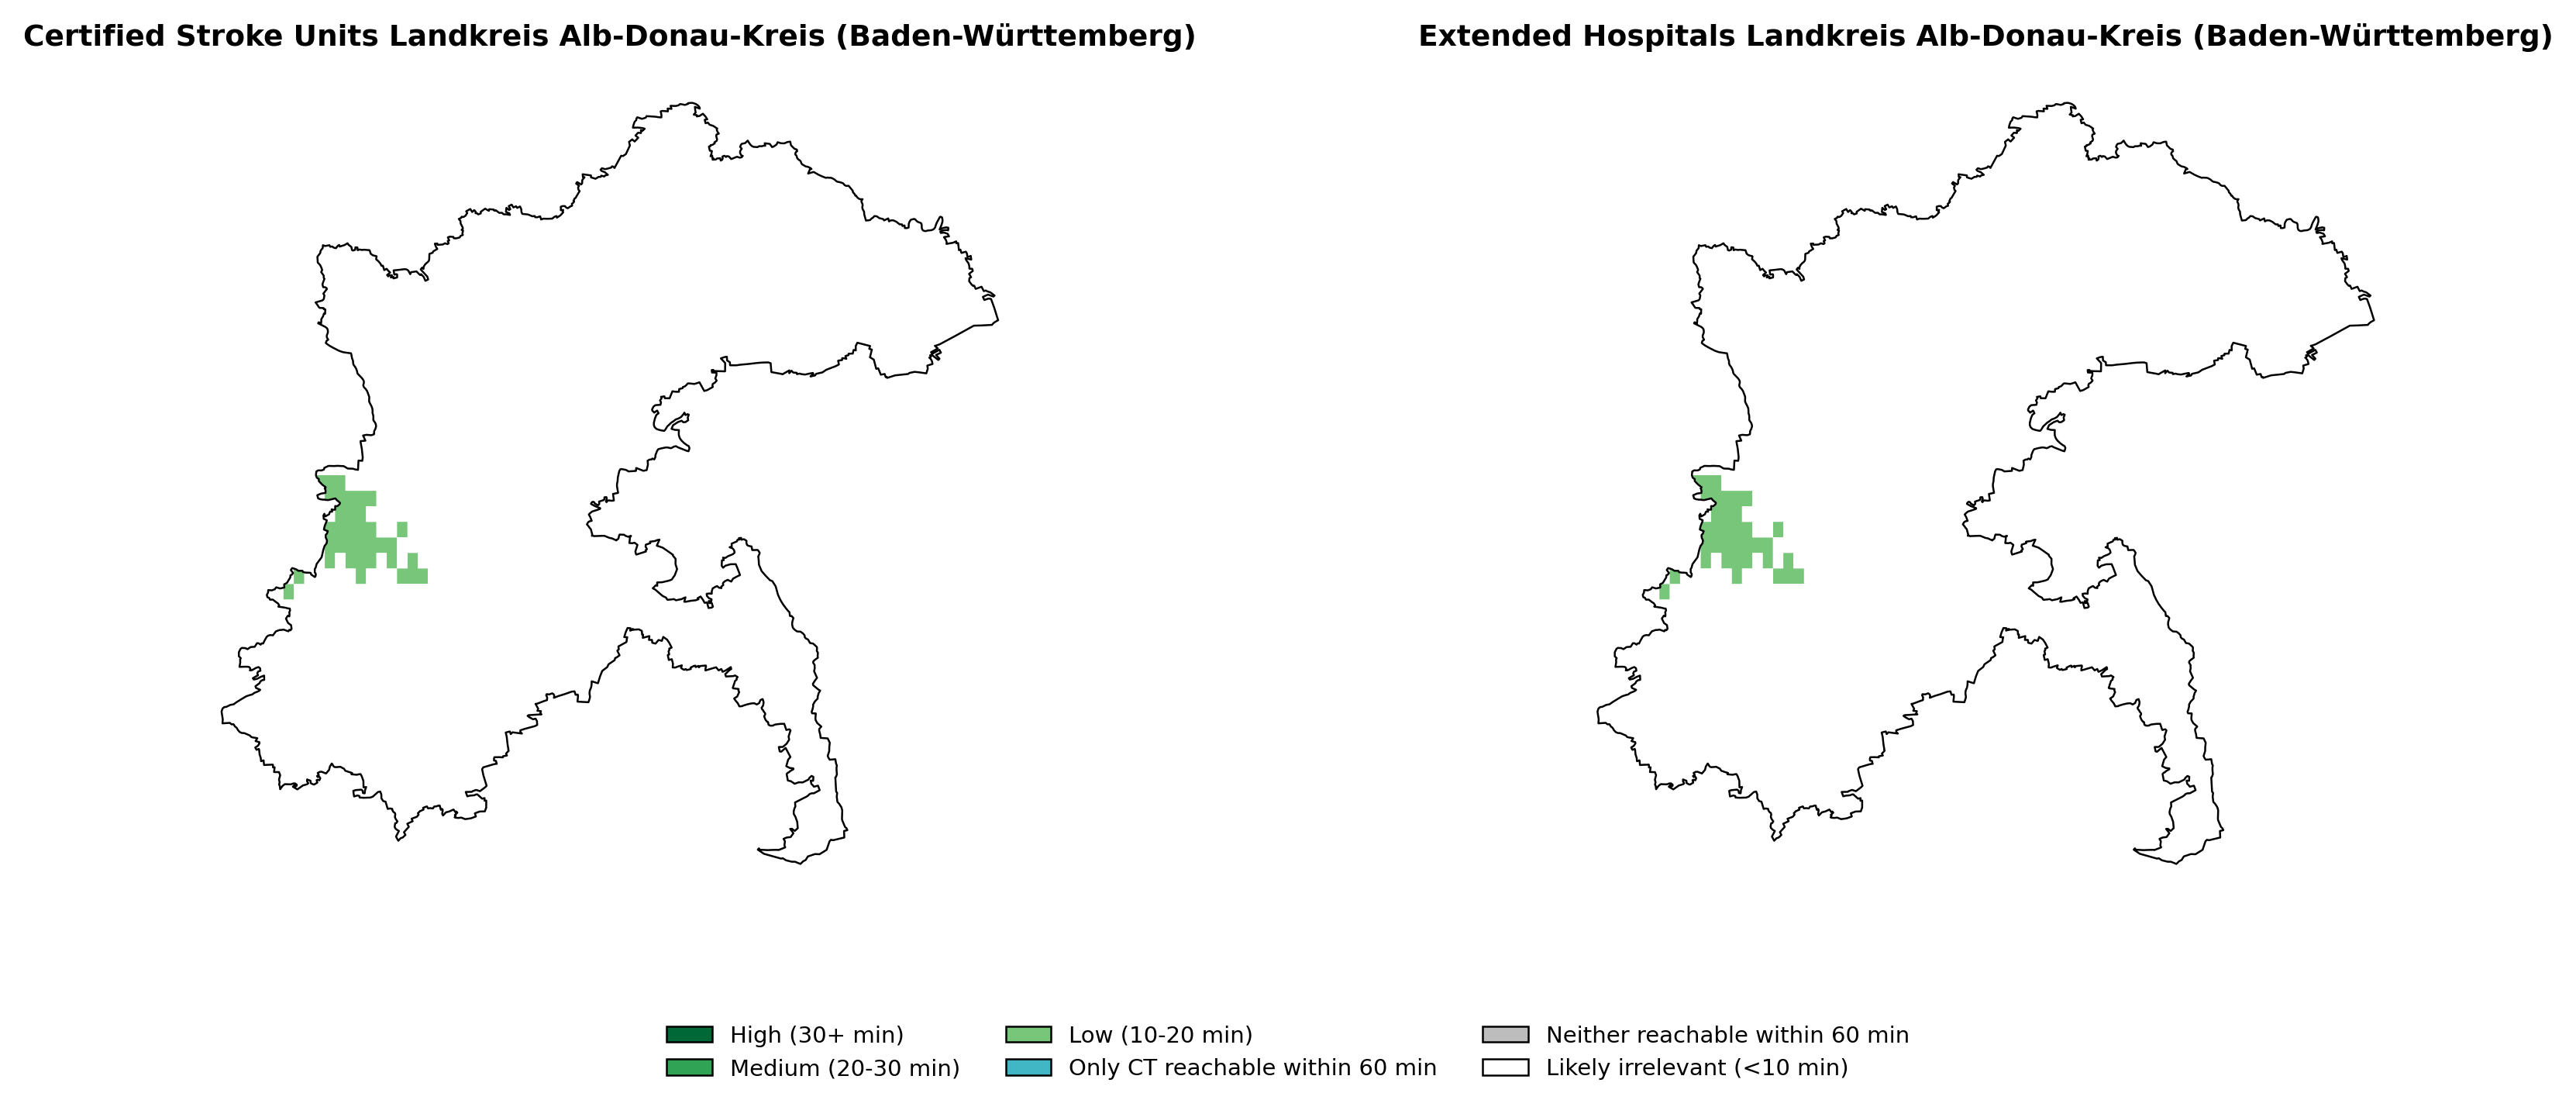 Certified Stroke Units Landkreis Alb-Donau-Kreis (Baden-Württemberg)
Extended Hospitals Landkreis Alb-Donau-Kreis (Baden-Württemberg)
High (30+ min)
Medium (20-30 min)
Low (10-20 min)
Only CT reachable within 60 min
Neither reachable within 60 min
Likely irrelevant (<10 min)